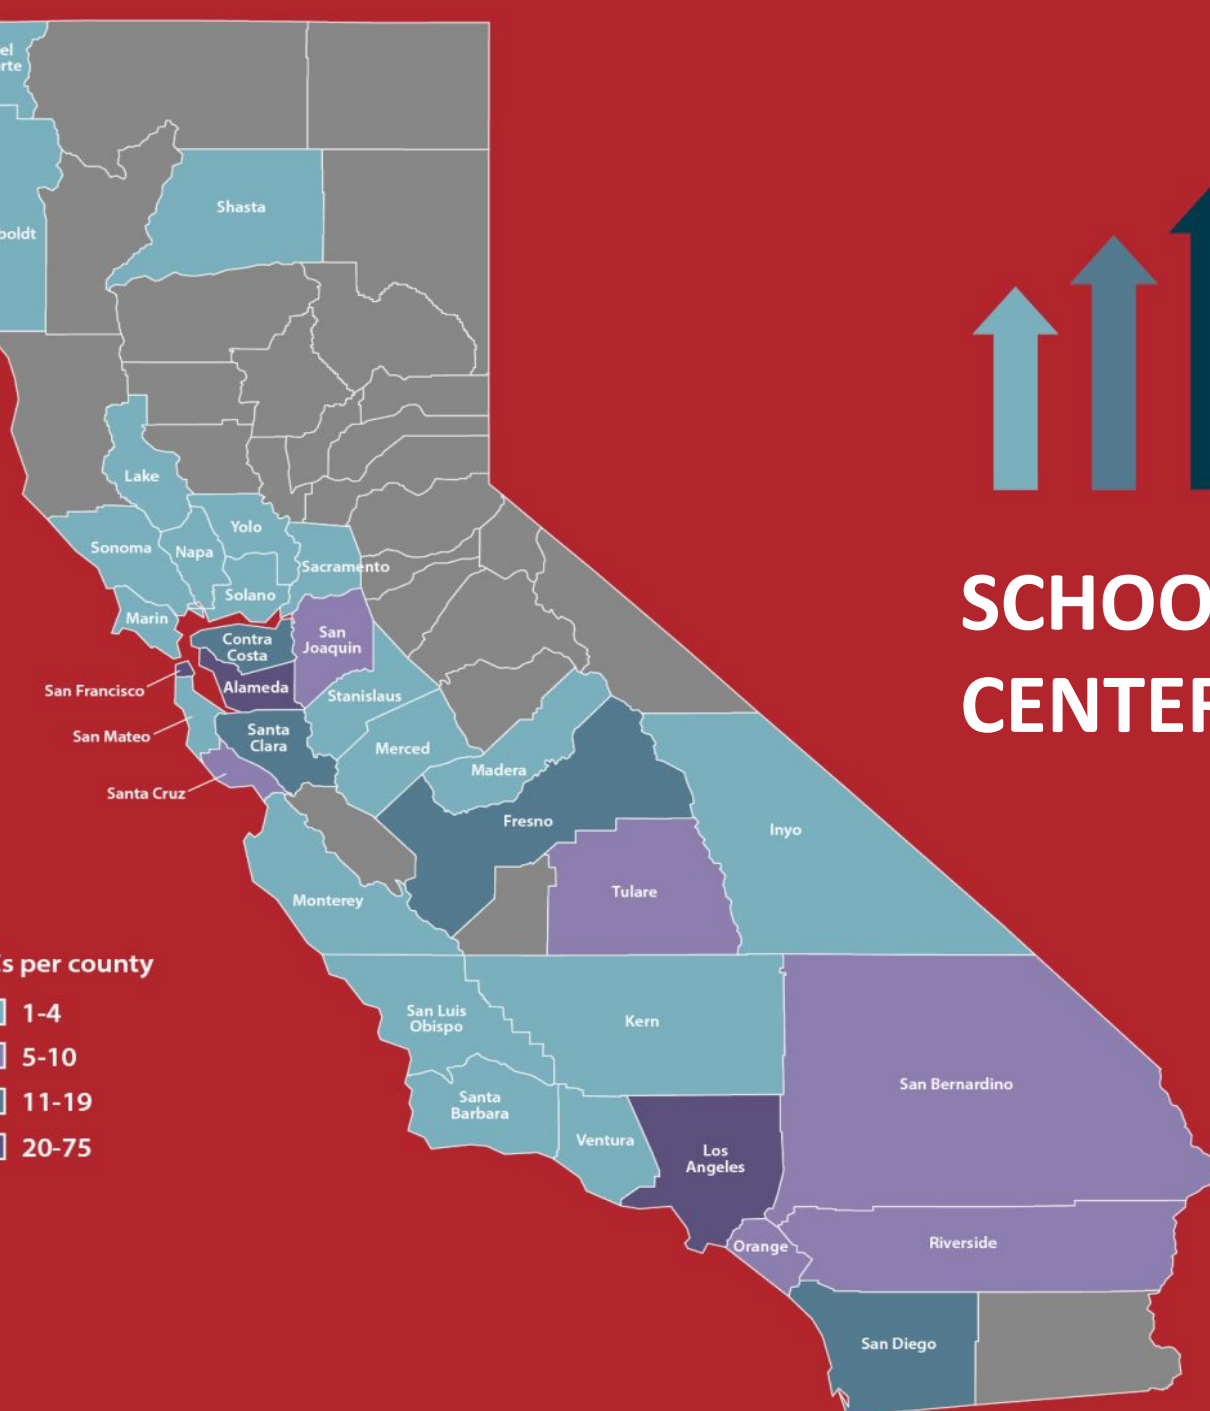 el
rte
Shasta
boldt
Lake
Yolo
Sonoma
Napa
Sacramento
Solano
Marin
Contra
Costa
San
Joaquin
San Francisco
Alameda
Stanislaus
San Mateo
Santa
Clara
Merced
Madera
Santa Cruz
Fresno
Inyo
Tulare
Monterey
San Luis
Obispo
Kern
San Bernardino
Santa
Barbara
Ventura
Los
Angeles
Orange
Riverside
San Diego
s per county
1-4
5-10
11-19
20-75
SCHOO
CENTER